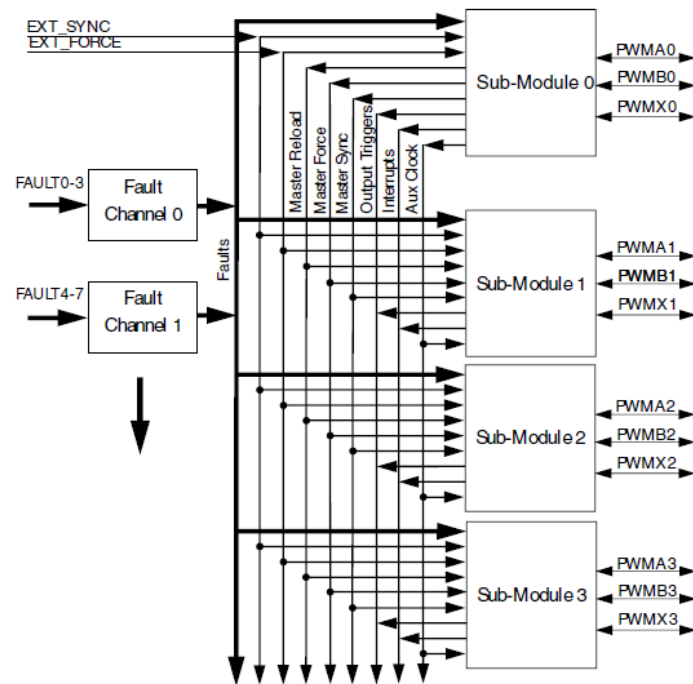 EXT_SYNC
EXT_FORCE
Sub-Module 0
PWMA0
PWMB0
PWMX0
Master Reload
Master Force
Master Sync
Output Triggers
Interrupts
Aux Clock
FAULT0-3
Fault
Channel 0
Faults
FAULT4-7
Fault
Channel 1
Sub-Module 1
PWMA1
PWMB1
PWMX1
Sub-Module 2
PWMA2
PWMB2
PWMX2
Sub-Module 3
PWMA3
PWMB3
PWMX3